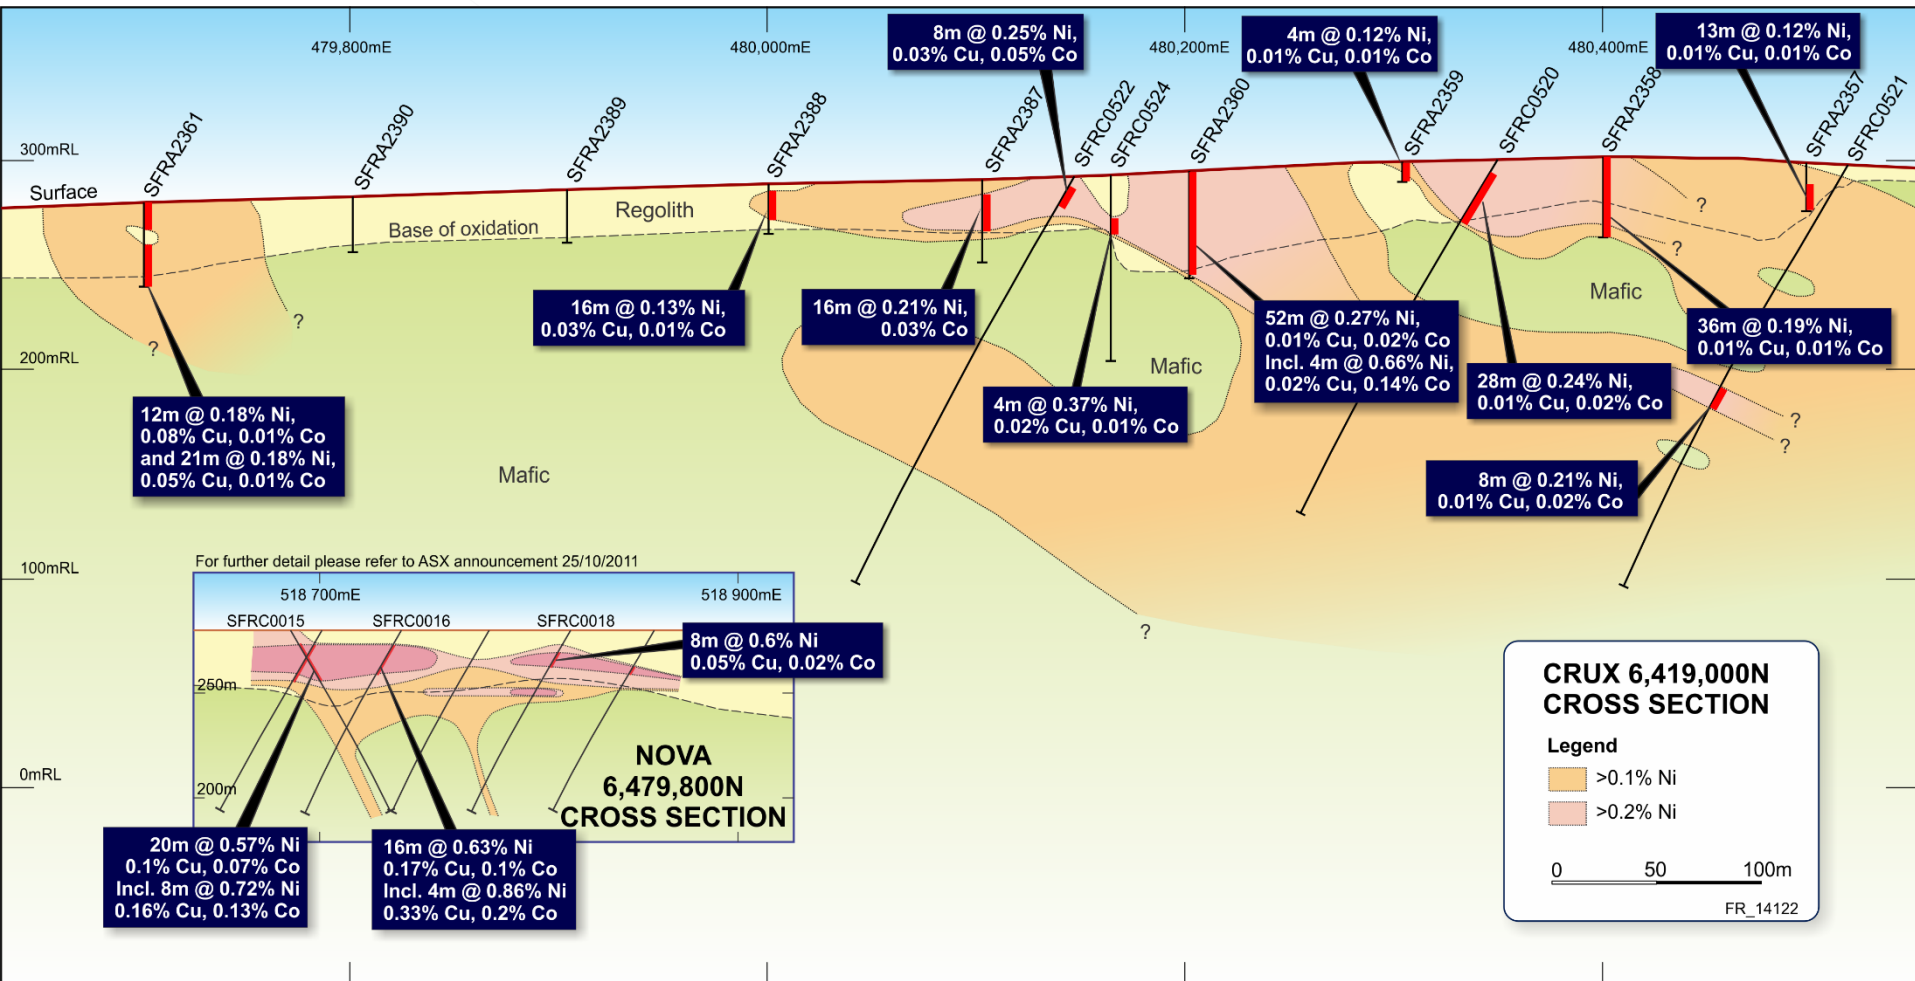 479,800mE
480,000mE
480,200mE
480,400mE
8m @ 0.25% Ni,
0.03% Cu, 0.05% Co
4m @ 0.12% Ni,
0.01% Cu, 0.01% Co
13m @ 0.12% Ni,
0.01% Cu, 0.01% Co
SFRA2361
SFRA2390
SFRA2389
SFRA2388
SFRA2387
SFRC0522
SFRC0524
SFRA2360
SFRA2359
SFRC0520
SFRA2358
SFRA2357
SFRC0521
300mRL
Surface
Base of oxidation
Regolith
?
?
?
?
Mafic
16m @ 0.13% Ni,
0.03% Cu, 0.01% Co
16m @ 0.21% Ni,
0.03% Co
52m @ 0.27% Ni,
0.01% Cu, 0.02% Co
Incl. 4m @ 0.66% Ni,
0.02% Cu, 0.14% Co
36m @ 0.19% Ni,
0.01% Cu, 0.01% Co
200mRL
Mafic
28m @ 0.24% Ni,
0.01% Cu, 0.02% Co
4m @ 0.37% Ni,
0.02% Cu, 0.01% Co
12m @ 0.18% Ni,
0.08% Cu, 0.01% Co
and 21m @ 0.18% Ni,
0.05% Cu, 0.01% Co
?
?
Mafic
8m @ 0.21% Ni,
0.01% Cu, 0.02% Co
100mRL
?
0mRL
For further detail please refer to ASX announcement 25/10/2011
518 700mE
518 900mE
SFRC0015
SFRC0016
SFRC0018
8m @ 0.6% Ni
0.05% Cu, 0.02% Co
250m
200m
NOVA
6,479,800N
CROSS SECTION
20m @ 0.57% Ni
0.1% Cu, 0.07% Co
Incl. 8m @ 0.72% Ni
0.16% Cu, 0.13% Co
16m @ 0.63% Ni
0.17% Cu, 0.1% Co
Incl. 4m @ 0.86% Ni
0.33% Cu, 0.2% Co
CRUX 6,419,000N
CROSS SECTION
Legend
>0.1% Ni
>0.2% Ni
0 50 100m
FR_14122